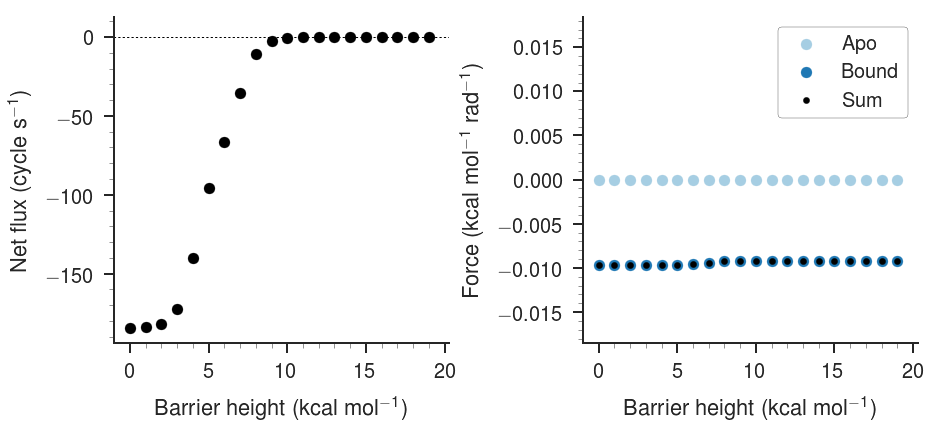 Net flux (cycle s⁻¹)
0
−50
−100
−150
0 5 10 15 20
Barrier height (kcal mol⁻¹)
Force (kcal mol⁻¹ rad⁻¹)
0.015
0.010
0.005
0.000
−0.005
−0.010
−0.015
0 5 10 15 20
Barrier height (kcal mol⁻¹)
Apo
Bound
Sum